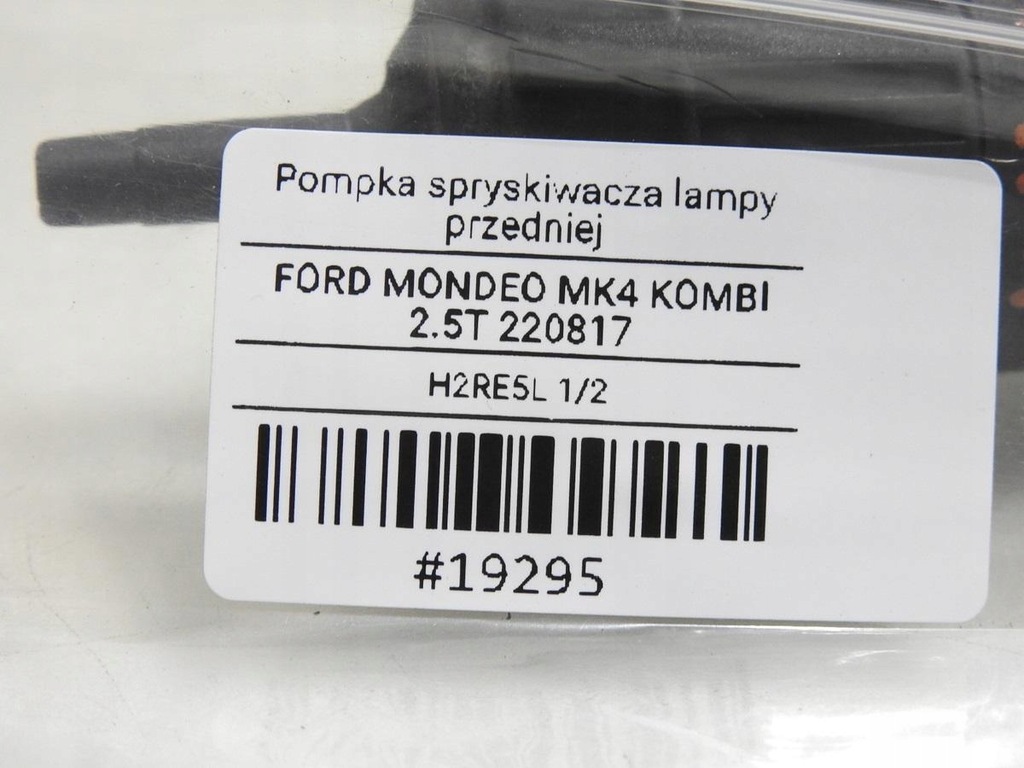 Pompka spryskiwacza lampy
przedniej
FORD MONDEO MK4 KOMBI
2.5T 220817
H2RE5L 1/2
#19295